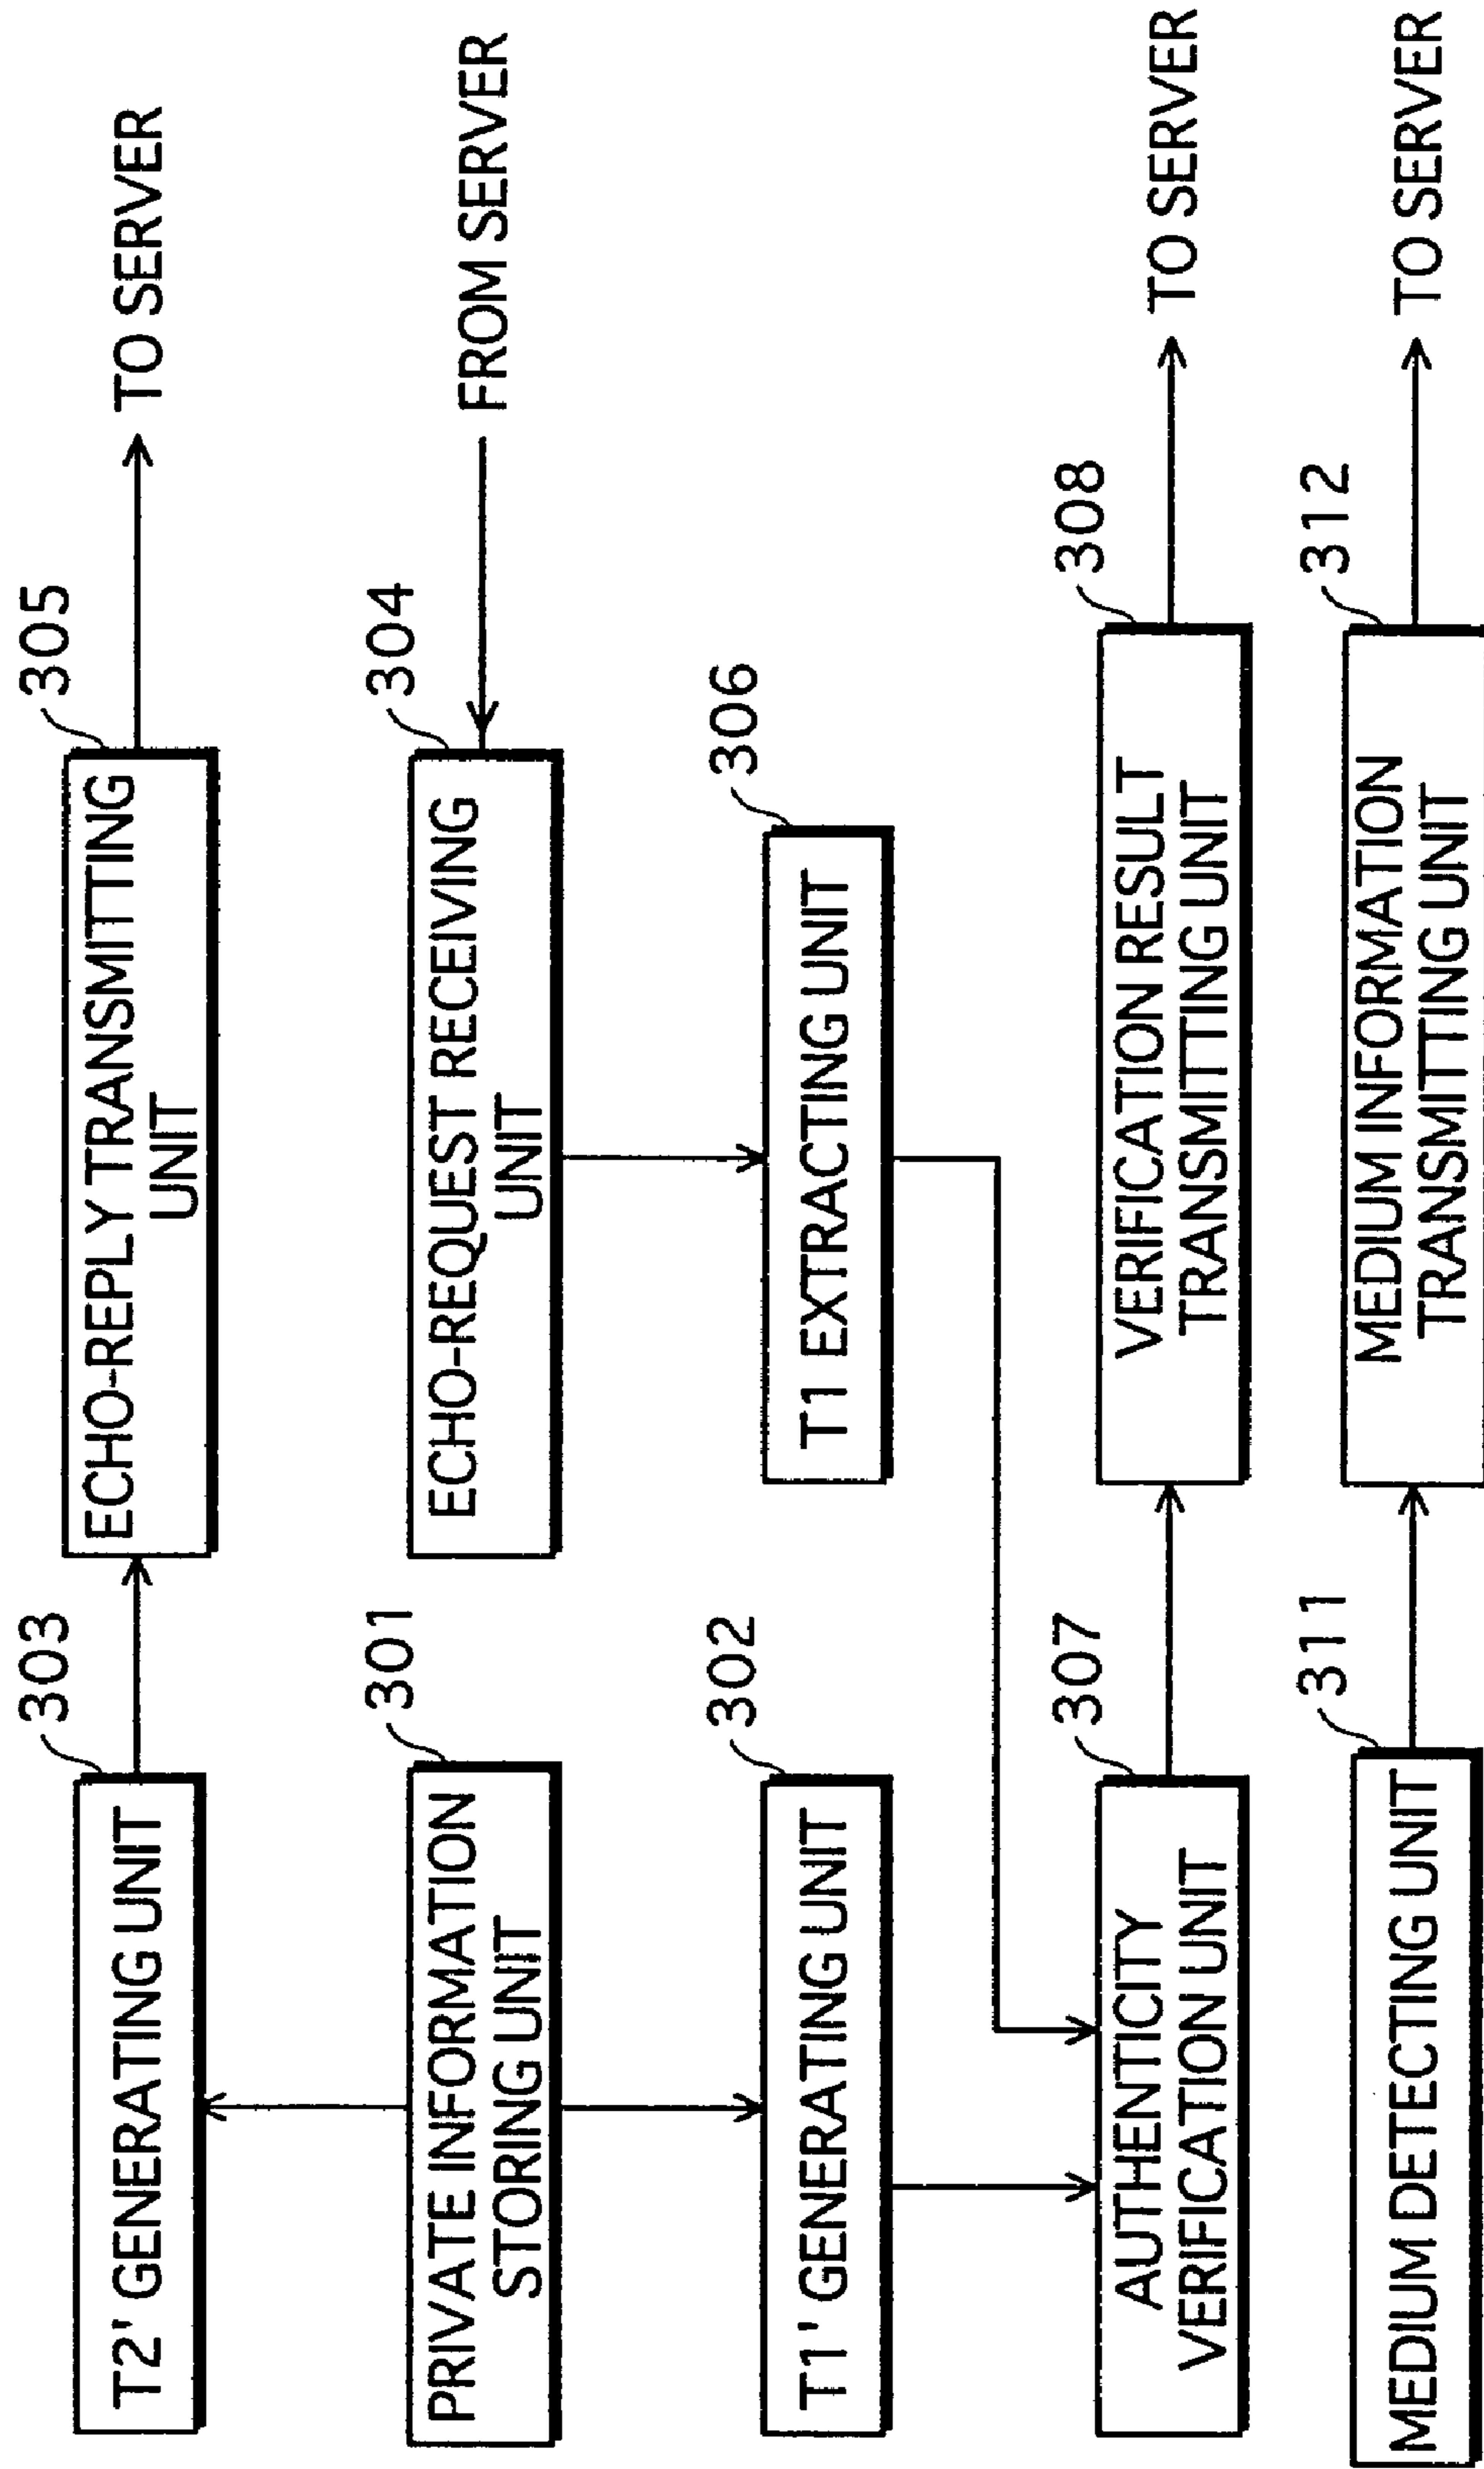 303
305
T2' GENERATING UNIT
ECHO-REPLY TRANSMITTING
UNIT
TO SERVER
301
304
PRIVATE INFORMATION
STORING UNIT
ECHO-REQUEST RECEIVING
UNIT
FROM SERVER
302
306
T1' GENERATING UNIT
T1 EXTRACTING UNIT
307
308
AUTHENTICITY
VERIFICATION UNIT
VERIFICATION RESULT
TRANSMITTING UNIT
TO SERVER
311
312
MEDIUM DETECTING UNIT
MEDIUM INFORMATION
TRANSMITTING UNIT
TO SERVER